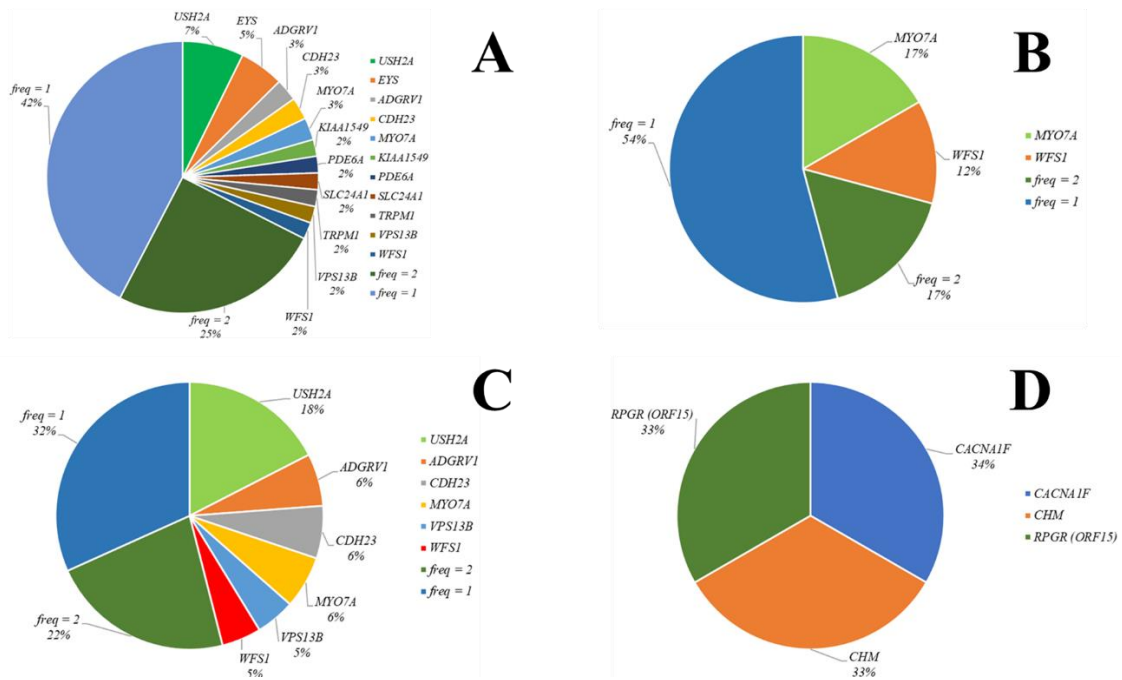 A
USH2A
7%
EYS
5%
ADGRV1
3%
CDH23
3%
MYO7A
3%
KIAA1549
2%
PDE6A
2%
SLC24A1
2%
TRPM1
2%
VPS13B
2%
WFS1
2%
freq = 2
25%
freq = 1
42%
USH2A
EYS
ADGRV1
CDH23
MYO7A
KIAA1549
PDE6A
SLC24A1
TRPM1
VPS13B
WFS1
freq = 2
freq = 1
B
MYO7A
17%
WFS1
12%
freq = 2
17%
freq = 1
54%
MYO7A
WFS1
freq = 2
freq = 1
C
USH2A
18%
ADGRV1
6%
CDH23
6%
MYO7A
6%
VPS13B
5%
WFS1
5%
freq = 2
22%
freq = 1
32%
USH2A
ADGRV1
CDH23
MYO7A
VPS13B
WFS1
freq = 2
freq = 1
D
RPGR (ORF15)
33%
CACNA1F
34%
CHM
33%
CACNA1F
CHM
RPGR (ORF15)